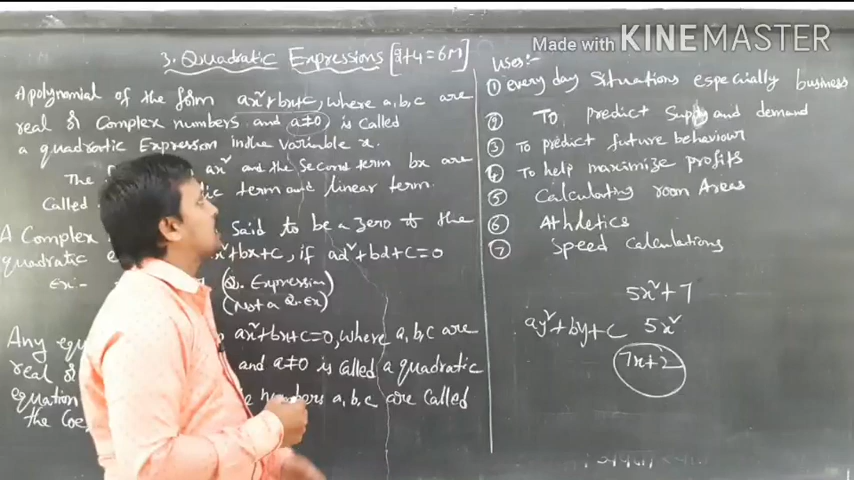 Made with KINEMASTER
3. Quadratic Expressions [2+4=6M]
A polynomial of the form ax²+bx+c, where a,b,c are
real & Complex numbers and a≠0 is called
a quadratic Expression in the variable x.
The ax² and the second term bx are
Called term and linear term.
A Complex said to be a zero to the
quadratic x²+bx+c, if ad²+bd+c=0
Ex:- (Q. Expression)
(not a Q. Ex)
Any equ ax²+bx+c=0, where a,b,c are
real & and a≠0 is called a quadratic
equation numbers a,b,c are called
the Coe
Uses:-
① every day Situations especially business
② To predict and demand
③ To predict future behaviour
④ To help maximize profits
⑤ Calculating room Areas
⑥ Athletics
⑦ Speed calculations
5x²+7
ay²+by+c 5x²
7x+2